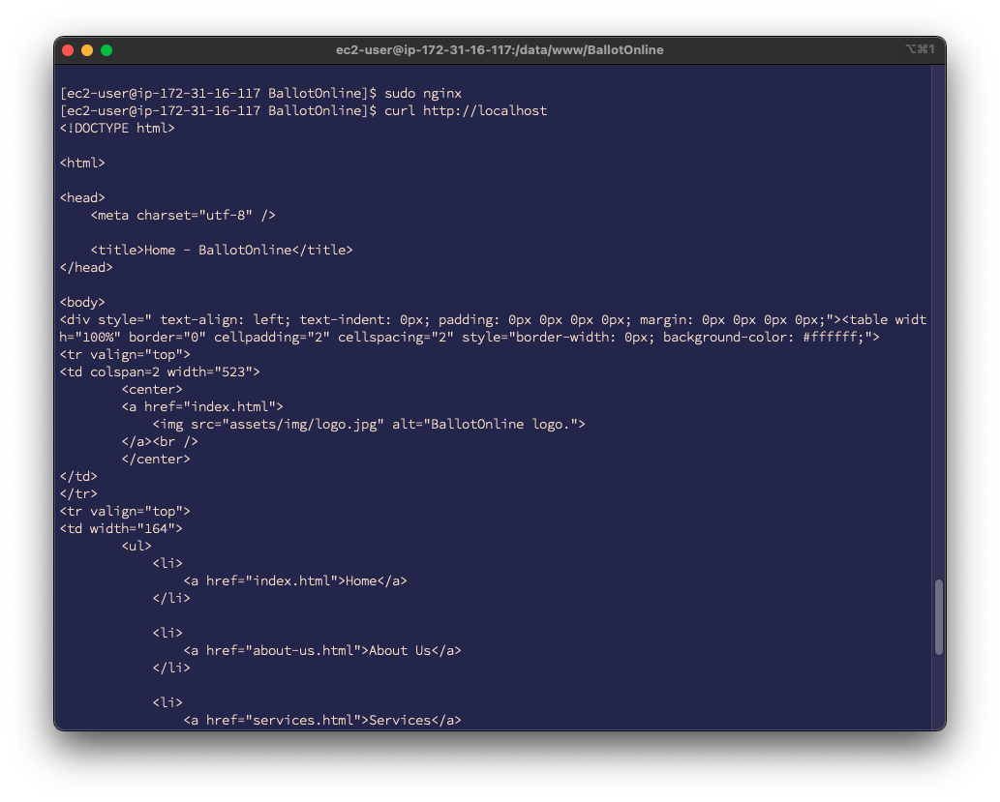 ec2-user@ip-172-31-16-117:/data/www/BallotOnline
⌥⌘1
[ec2-user@ip-172-31-16-117 BallotOnline]$ sudo nginx
[ec2-user@ip-172-31-16-117 BallotOnline]$ curl http://localhost
<!DOCTYPE html>
<html>
<head>
    <meta charset="utf-8" />
    <title>Home - BallotOnline</title>
</head>
<body>
<div style=" text-align: left; text-indent: 0px; padding: 0px 0px 0px 0px; margin: 0px 0px 0px 0px;"><table widt
h="100%" border="0" cellpadding="2" cellspacing="2" style="border-width: 0px; background-color: #ffffff;">
<tr valign="top">
<td colspan=2 width="523">
        <center>
        <a href="index.html">
            <img src="assets/img/logo.jpg" alt="BallotOnline logo.">
        </a><br />
        </center>
</td>
</tr>
<tr valign="top">
<td width="164">
        <ul>
            <li>
                <a href="index.html">Home</a>
            </li>
            <li>
                <a href="about-us.html">About Us</a>
            </li>
            <li>
                <a href="services.html">Services</a>